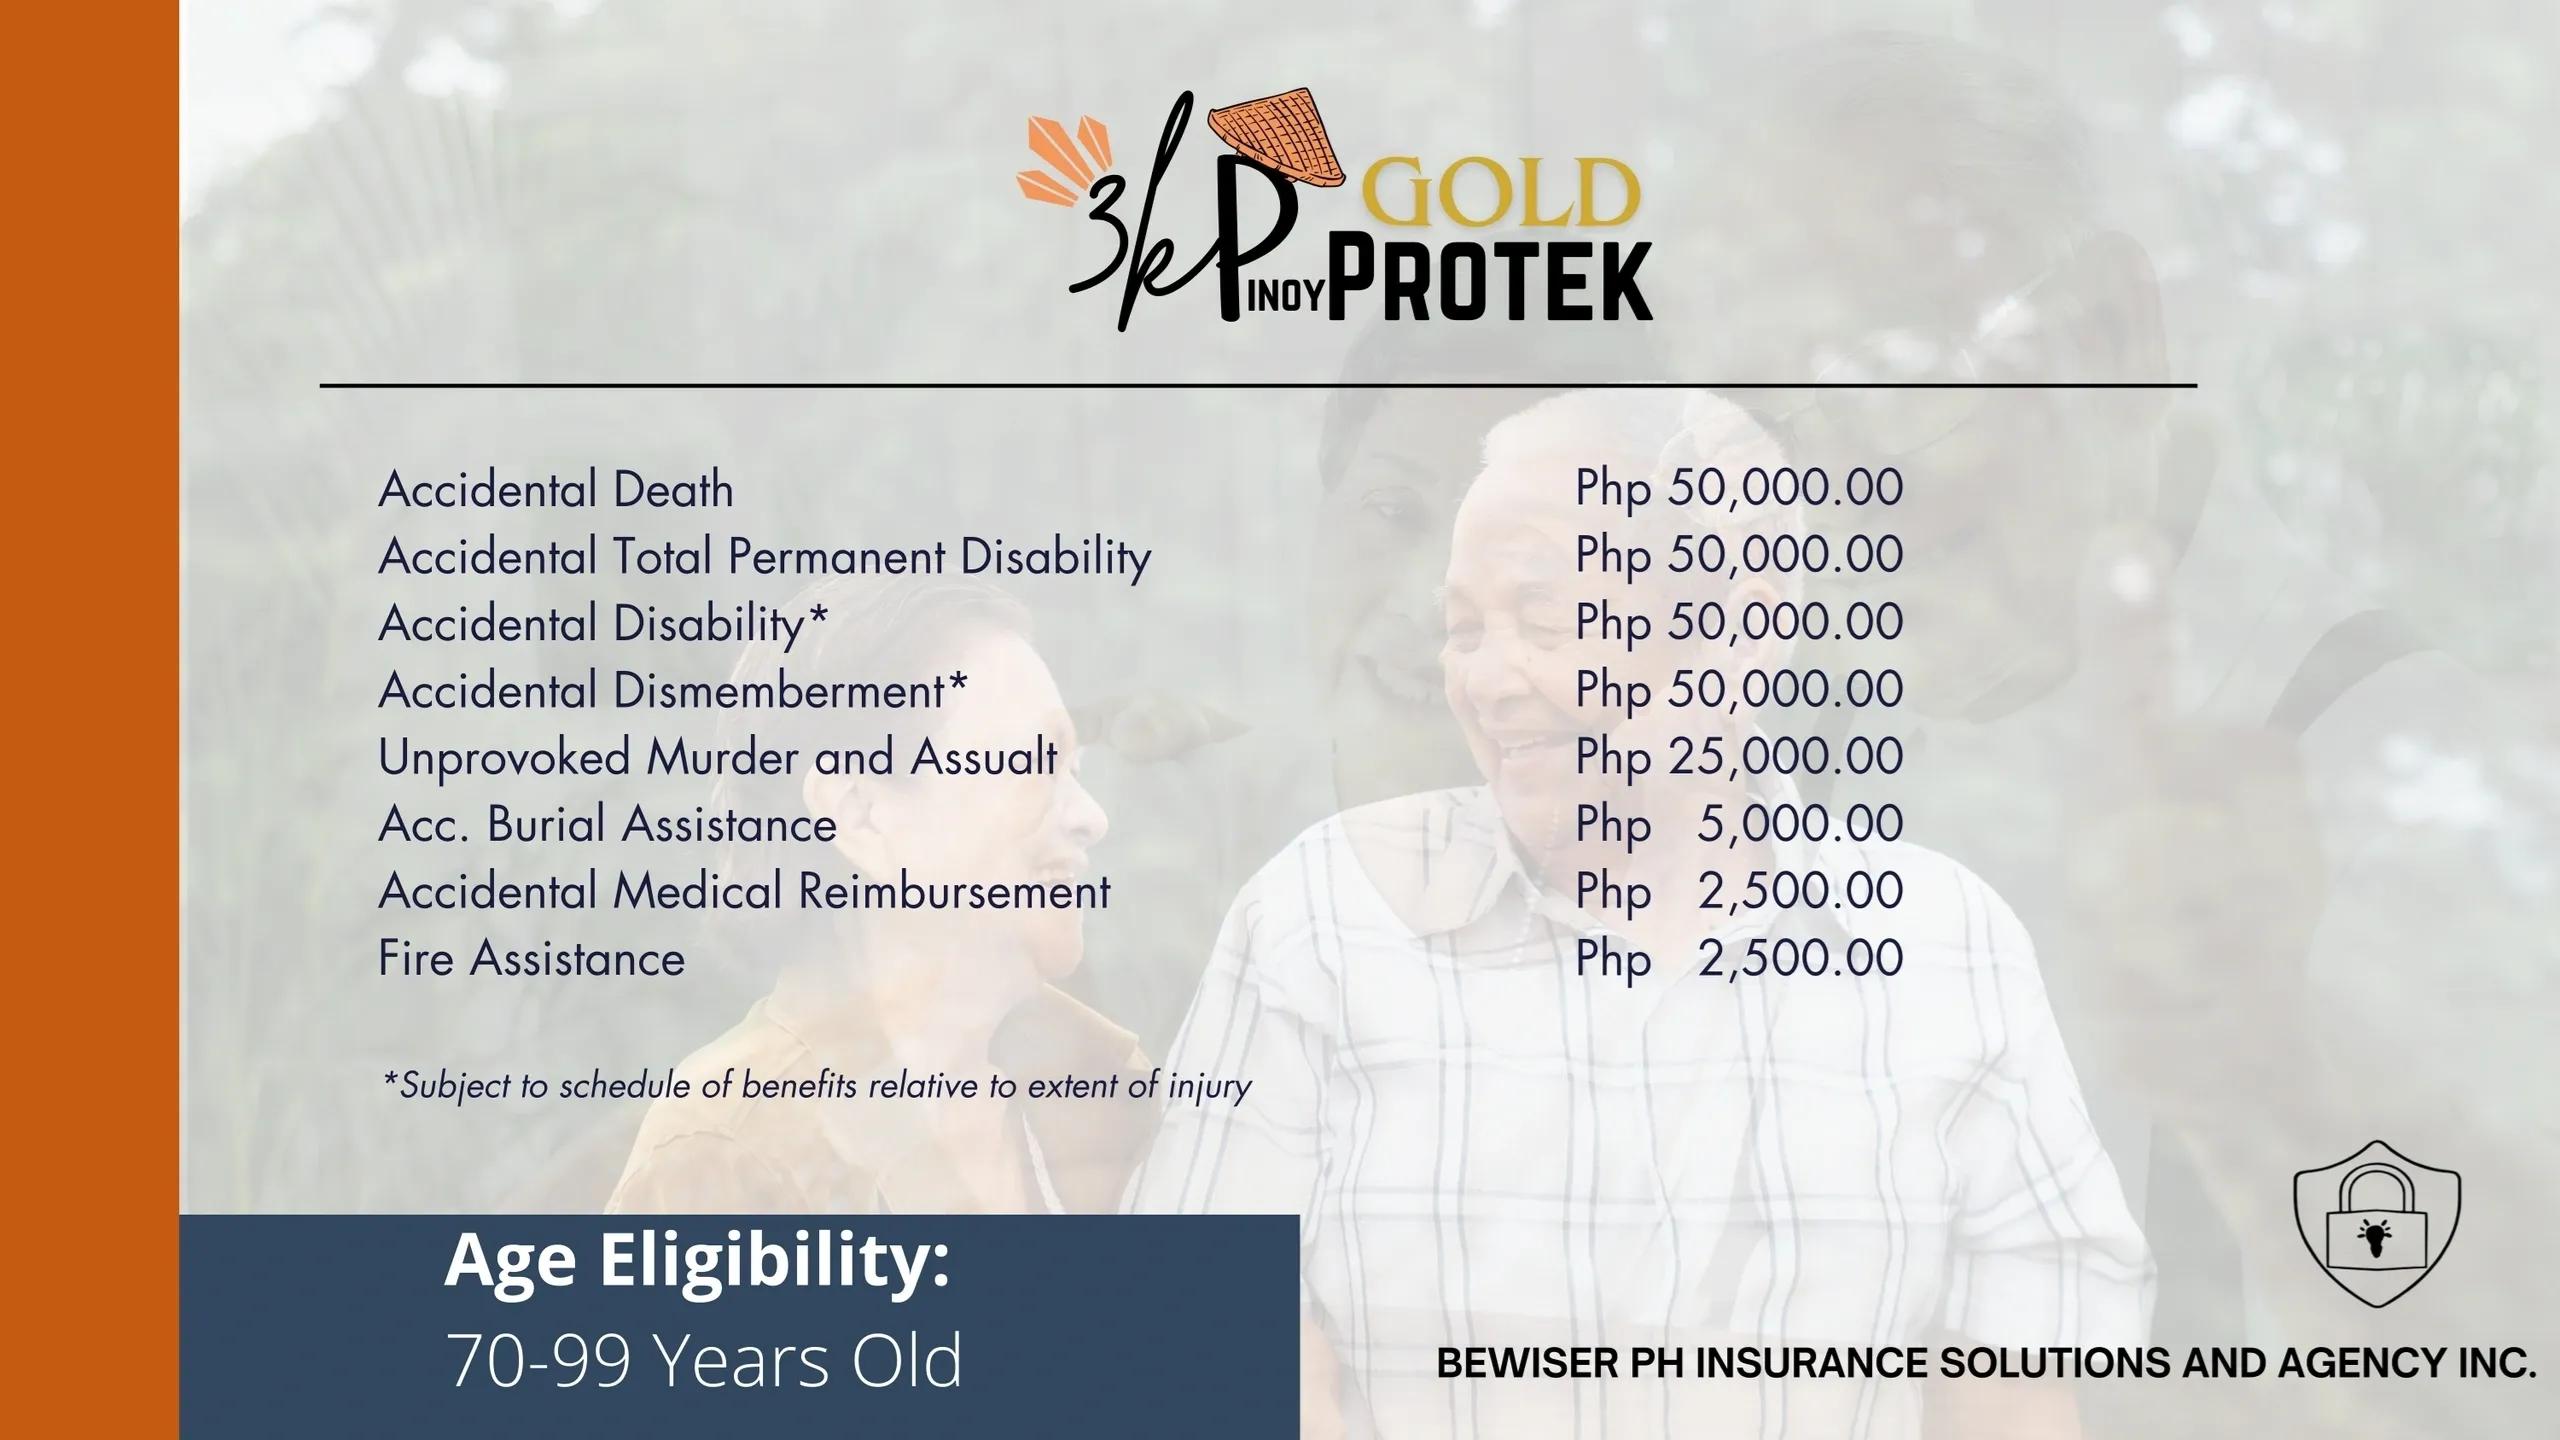 3k PINOY GOLD PROTEK
Accidental Death Php 50,000.00
Accidental Total Permanent Disability Php 50,000.00
Accidental Disability* Php 50,000.00
Accidental Dismemberment* Php 50,000.00
Unprovoked Murder and Assualt Php 25,000.00
Acc. Burial Assistance Php 5,000.00
Accidental Medical Reimbursement Php 2,500.00
Fire Assistance Php 2,500.00
*Subject to schedule of benefits relative to extent of injury
Age Eligibility:
70-99 Years Old
BEWISER PH INSURANCE SOLUTIONS AND AGENCY INC.